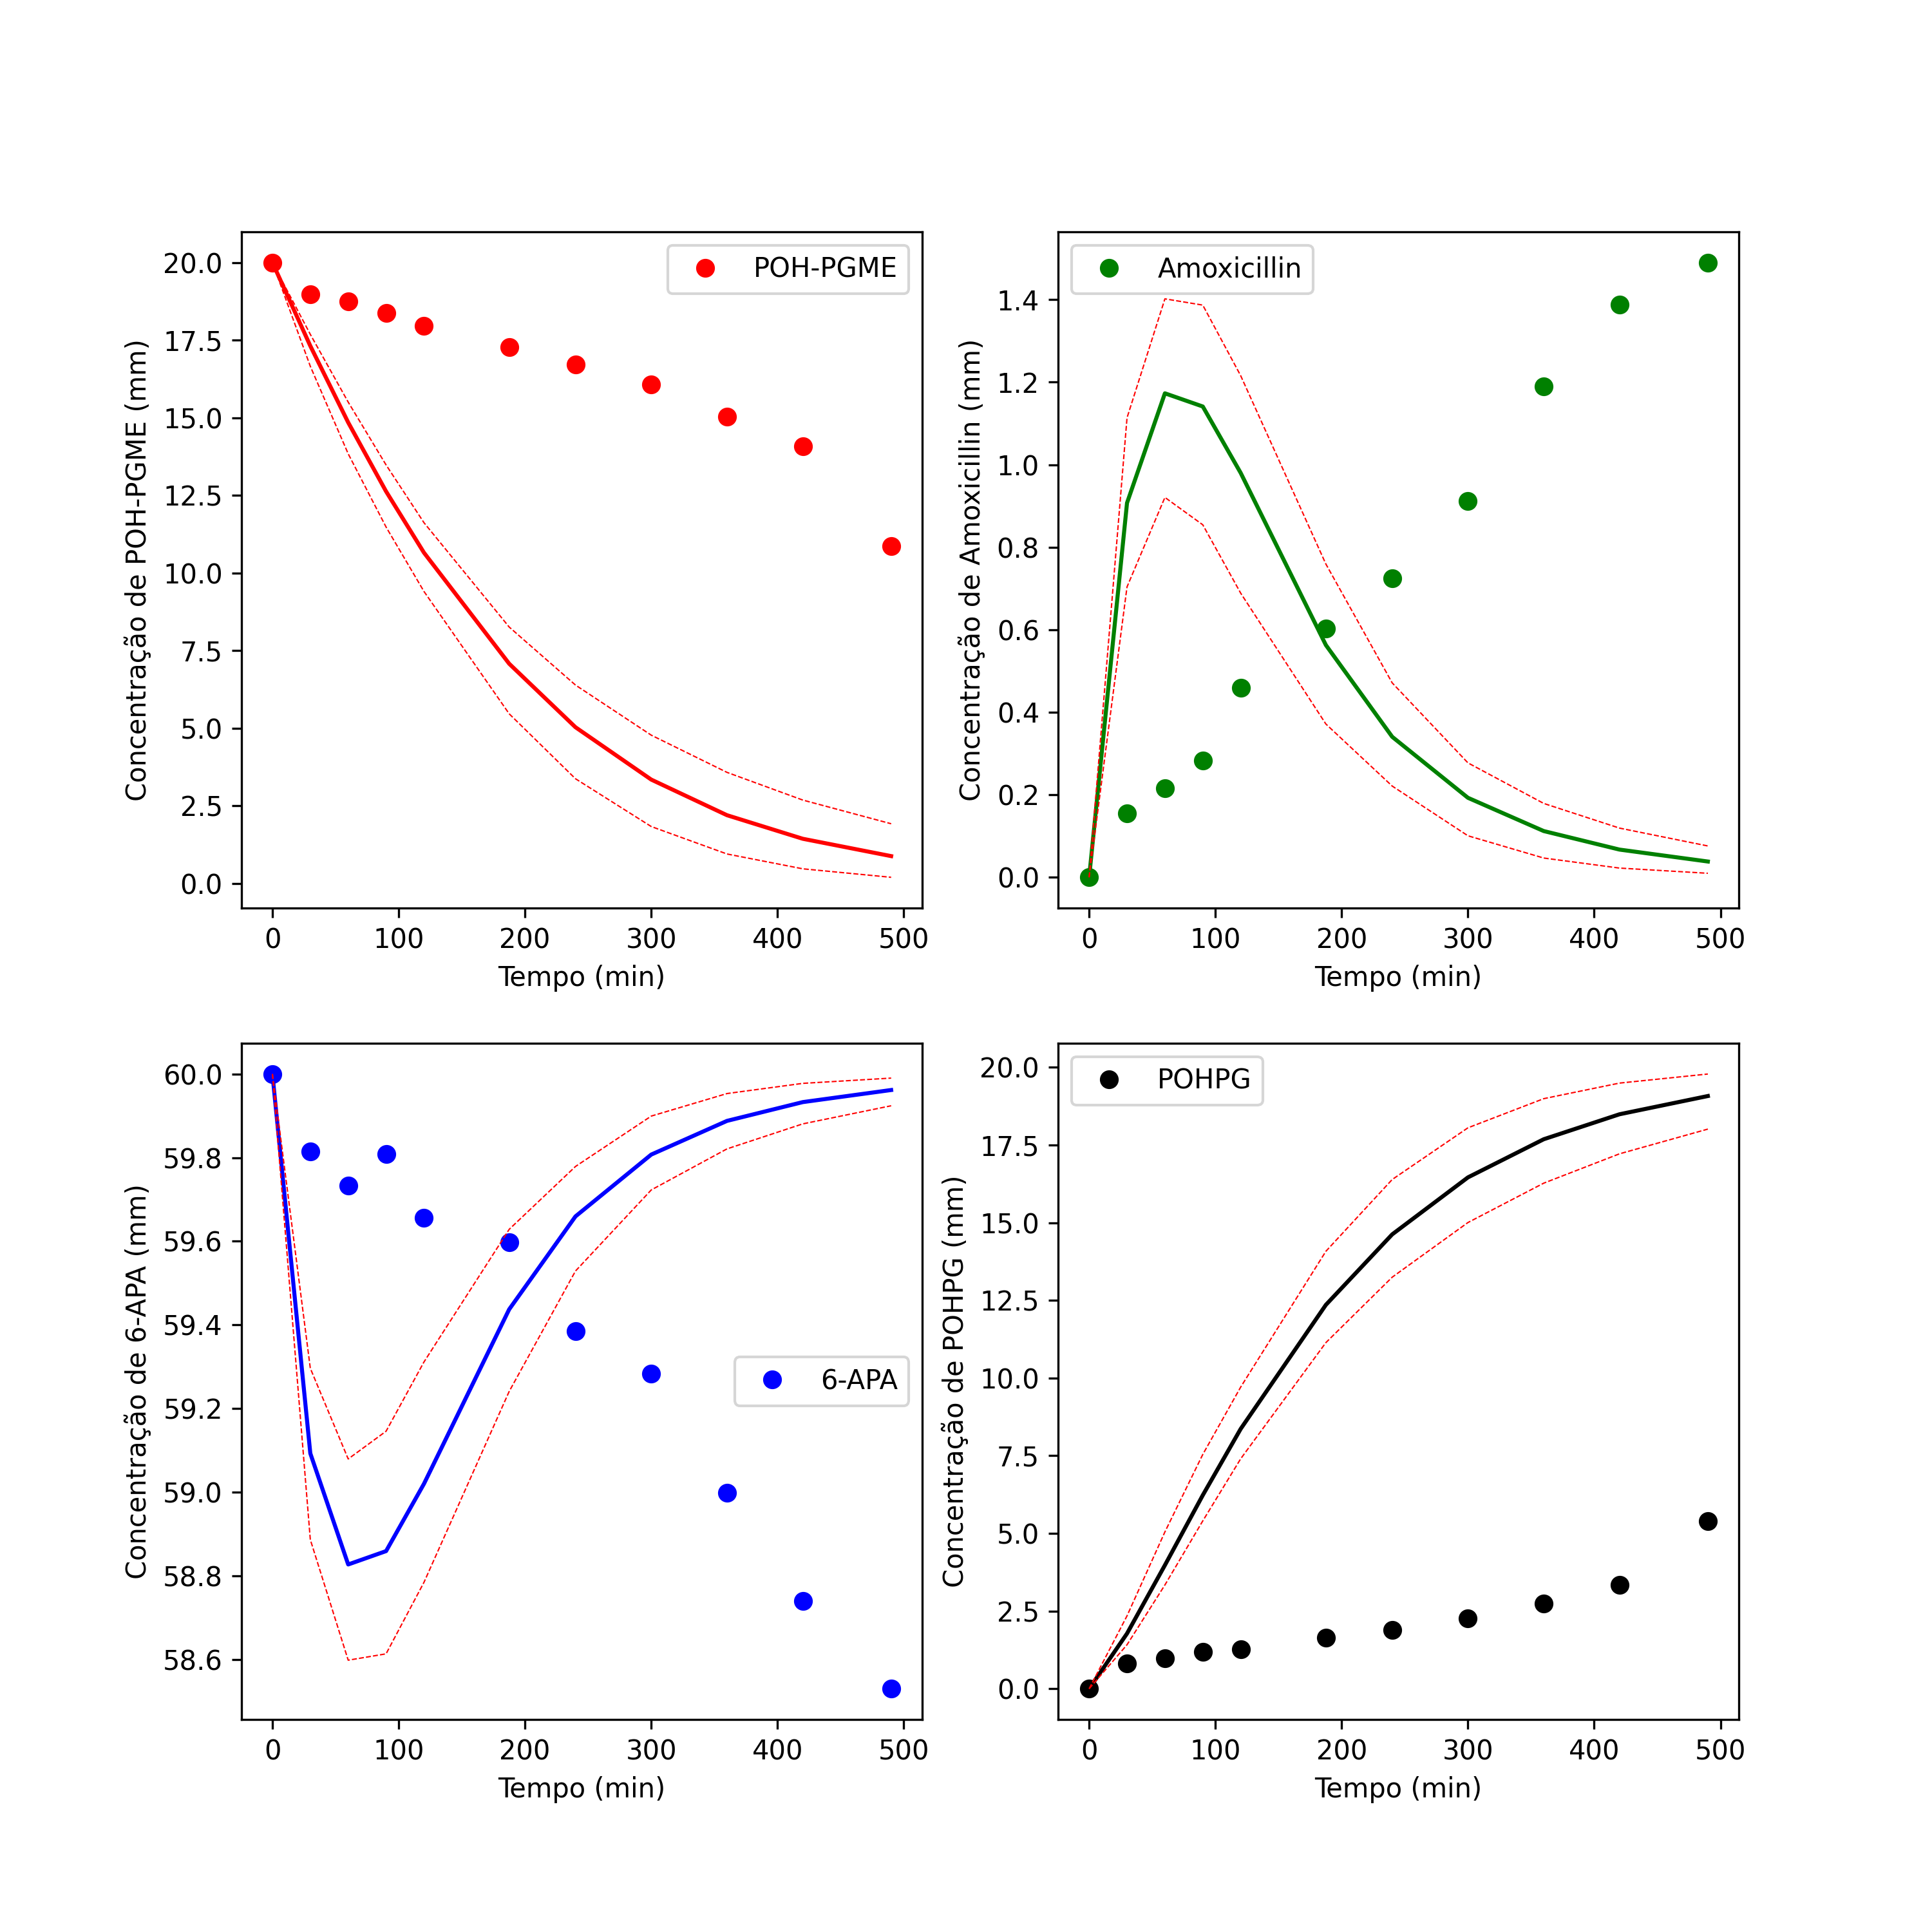 POH-PGME
Concentração de POH-PGME (mm)
20.0
17.5
15.0
12.5
10.0
7.5
5.0
2.5
0.0
0 100 200 300 400 500
Tempo (min)
Amoxicillin
Concentração de Amoxicillin (mm)
1.4
1.2
1.0
0.8
0.6
0.4
0.2
0.0
0 100 200 300 400 500
Tempo (min)
6-APA
Concentração de 6-APA (mm)
60.0
59.8
59.6
59.4
59.2
59.0
58.8
58.6
0 100 200 300 400 500
Tempo (min)
POHPG
Concentração de POHPG (mm)
20.0
17.5
15.0
12.5
10.0
7.5
5.0
2.5
0.0
0 100 200 300 400 500
Tempo (min)